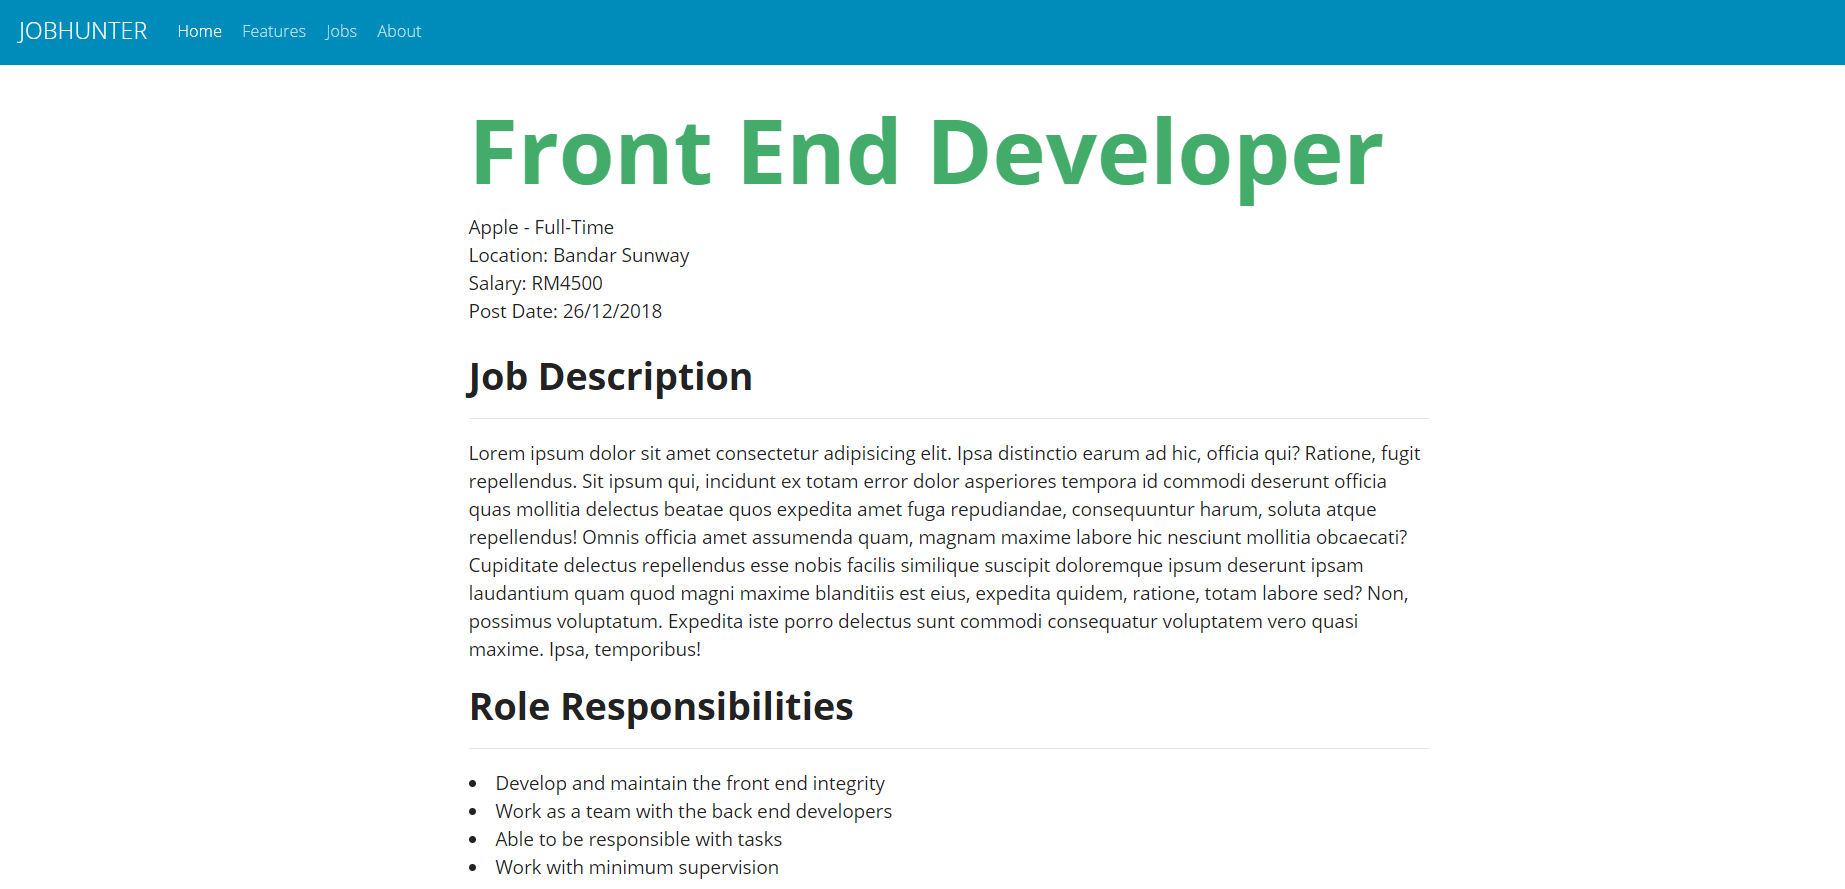 JOBHUNTER Home Features Jobs About
Front End Developer
Apple - Full-Time
Location: Bandar Sunway
Salary: RM4500
Post Date: 26/12/2018
Job Description
Lorem ipsum dolor sit amet consectetur adipisicing elit. Ipsa distinctio earum ad hic, officia qui? Ratione, fugit
repellendus. Sit ipsum qui, incidunt ex totam error dolor asperiores tempora id commodi deserunt officia
quas mollitia delectus beatae quos expedita amet fuga repudiandae, consequuntur harum, soluta atque
repellendus! Omnis officia amet assumenda quam, magnam maxime labore hic nesciunt mollitia obcaecati?
Cupiditate delectus repellendus esse nobis facilis similique suscipit doloremque ipsum deserunt ipsam
laudantium quam quod magni maxime blanditiis est eius, expedita quidem, ratione, totam labore sed? Non,
possimus voluptatum. Expedita iste porro delectus sunt commodi consequatur voluptatem vero quasi
maxime. Ipsa, temporibus!
Role Responsibilities
• Develop and maintain the front end integrity
• Work as a team with the back end developers
• Able to be responsible with tasks
• Work with minimum supervision